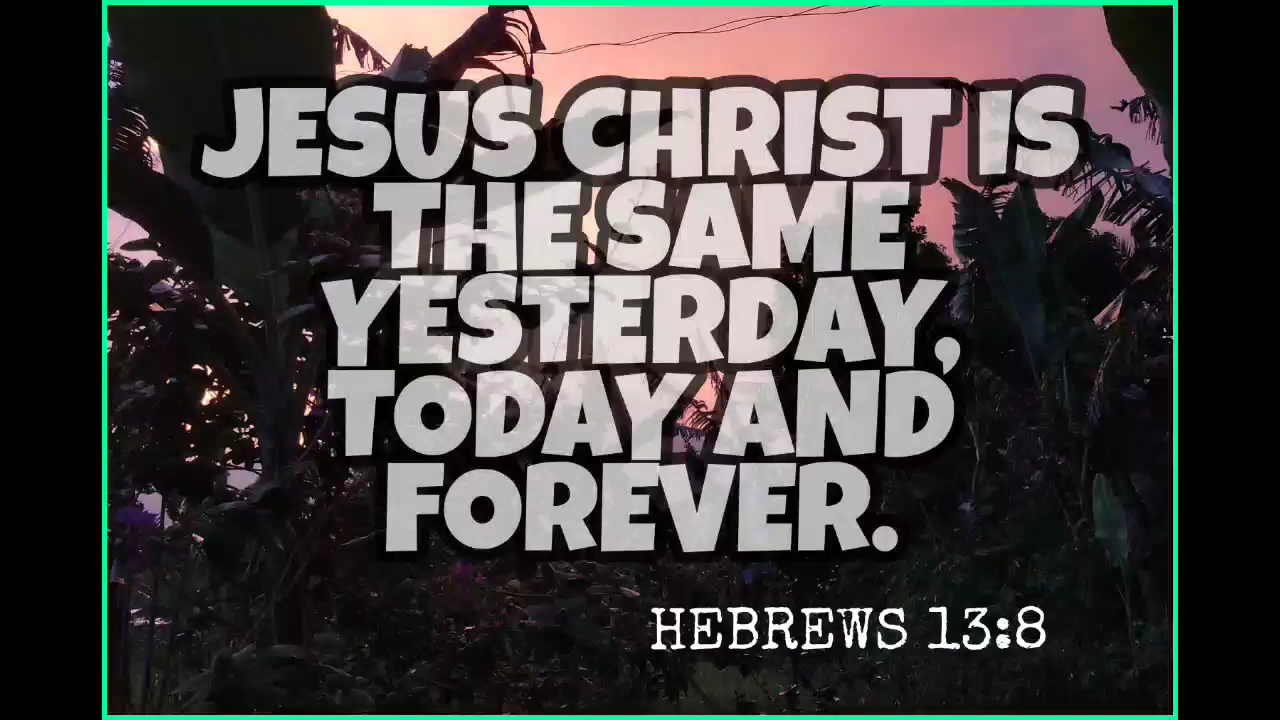 JESUS CHRIST IS
THE SAME
YESTERDAY,
TODAY AND
FOREVER.
HEBREWS 13:8